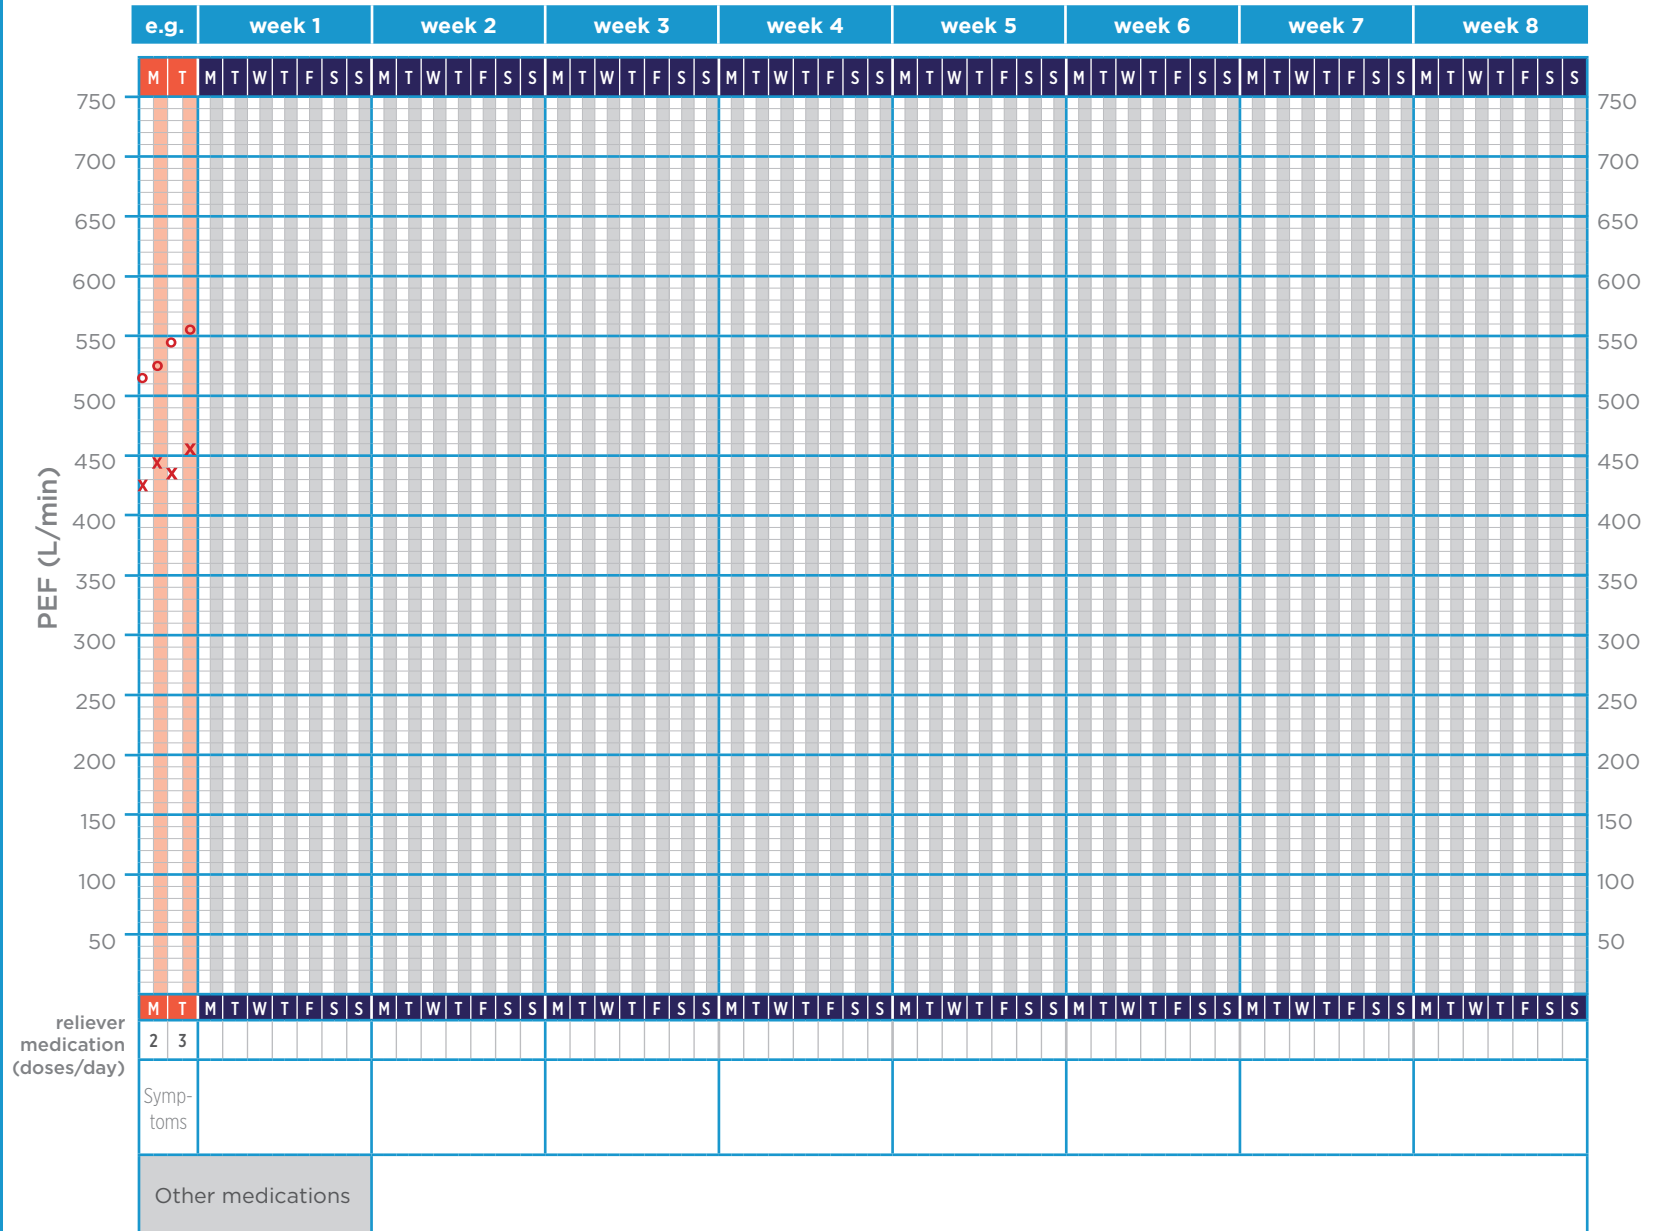 e.g. week 1 week 2 week 3 week 4 week 5 week 6 week 7 week 8
M T M T W T F S S M T W T F S S M T W T F S S M T W T F S S M T W T F S S M T W T F S S M T W T F S S M T W T F S S
750 750
700 700
650 650
600 600
550 550
500 500
450 450
400 400
350 350
300 300
250 250
200 200
150 150
100 100
50 50
PEF (L/min)
M T M T W T F S S M T W T F S S M T W T F S S M T W T F S S M T W T F S S M T W T F S S M T W T F S S M T W T F S S
reliever
medication
(doses/day)
2 3
Symp-
toms
Other medications